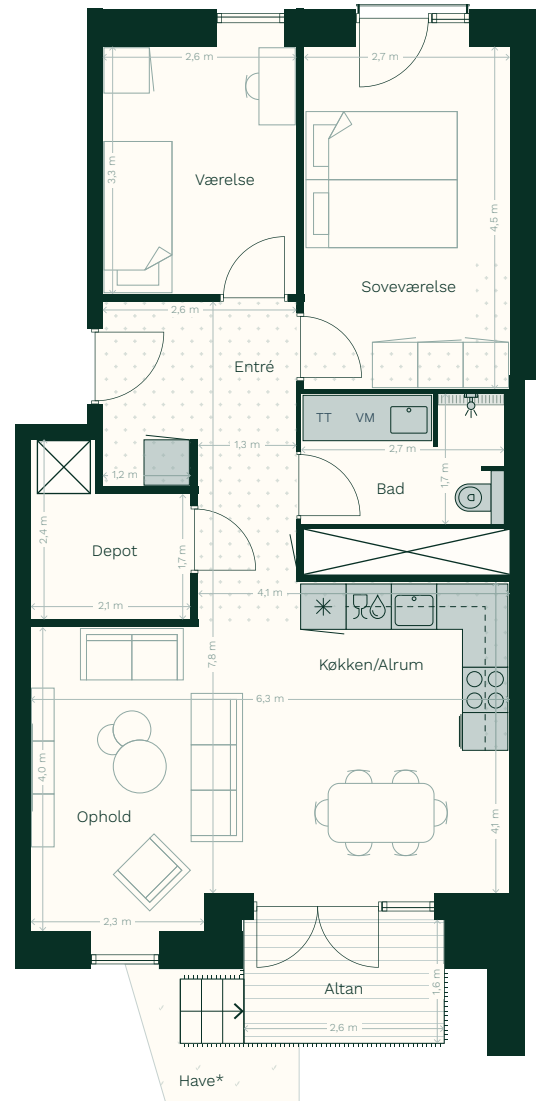 2,6 m
2,7 m
3,3 m
Værelse
4,5 m
Soveværelse
2,6 m
Entré
TT
VM
1,3 m
2,7 m
1,2 m
1,7 m
Bad
2,4 m
Depot
1,7 m
2,1 m
4,1 m
7,8 m
Køkken/Alrum
6,3 m
4,0 m
Ophold
4,1
2,3 m
Altan
1,6 m
2,6 m
Have*